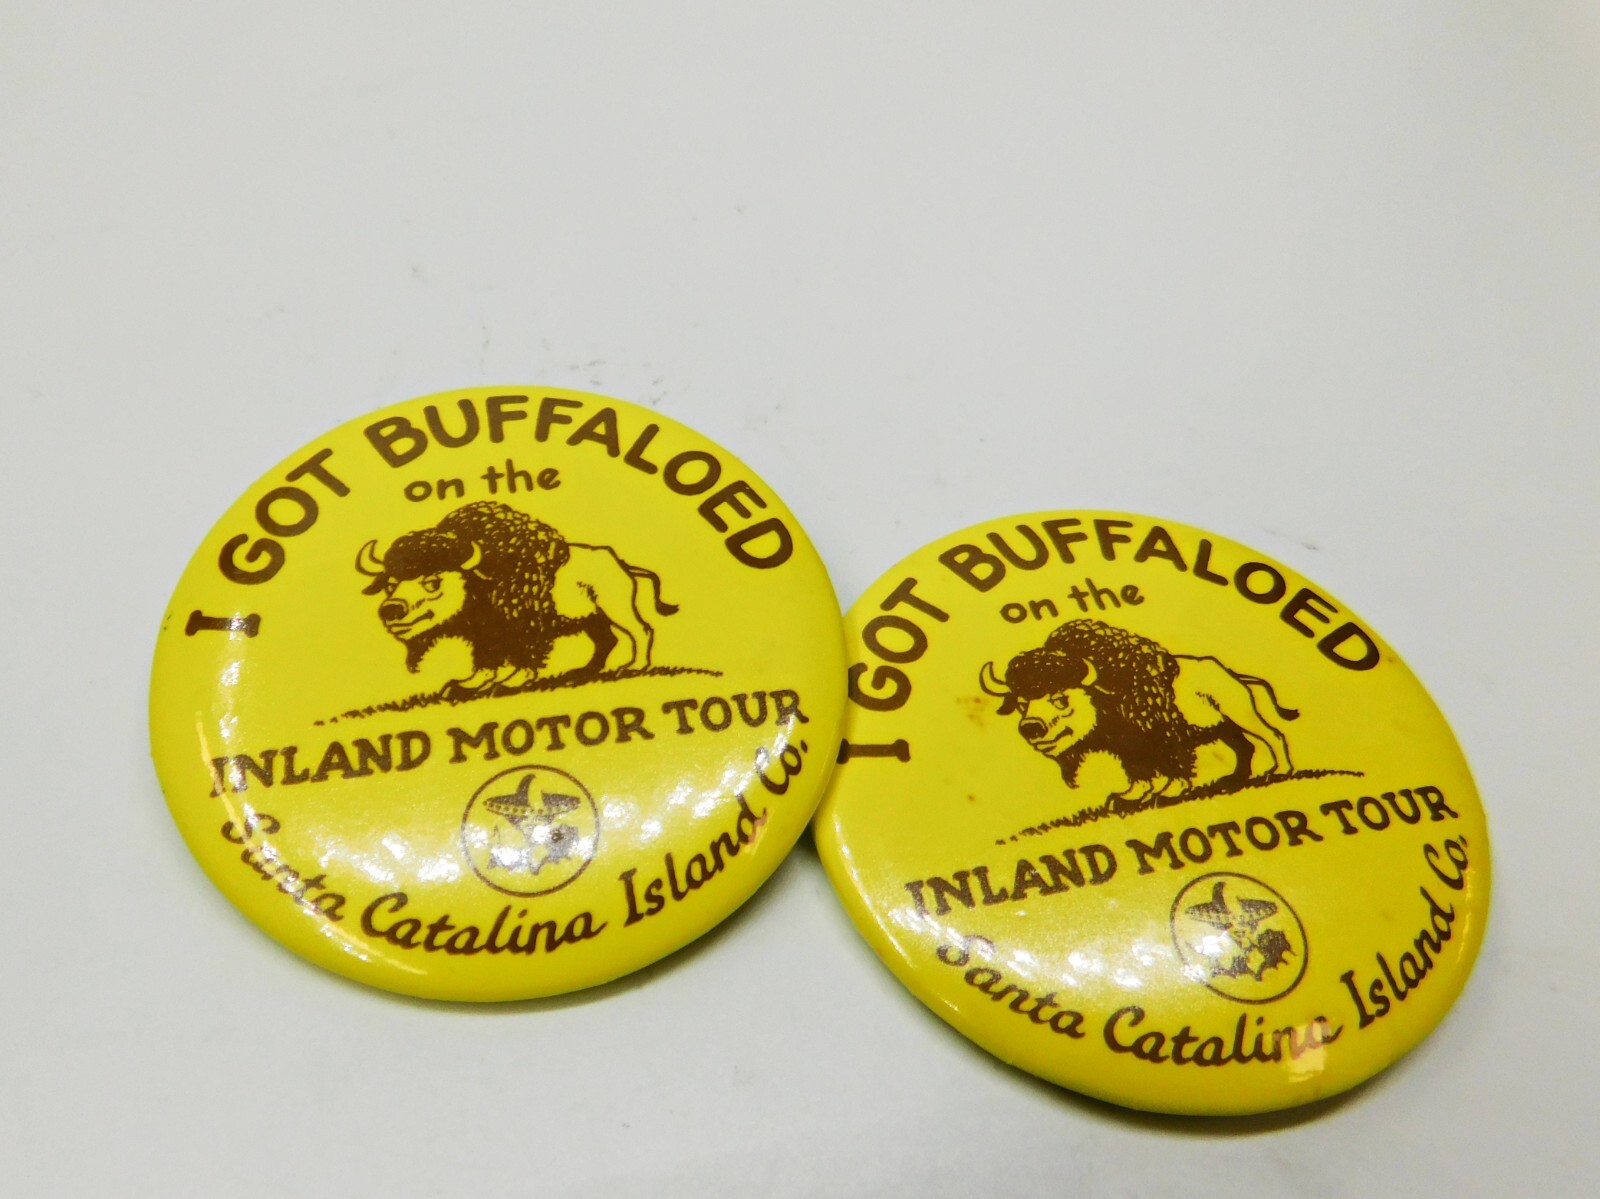 I GOT BUFFALOED
on the
INLAND MOTOR TOUR
Santa Catalina Island Co.
I GOT BUFFALOED
on the
INLAND MOTOR TOUR
Santa Catalina Island Co.